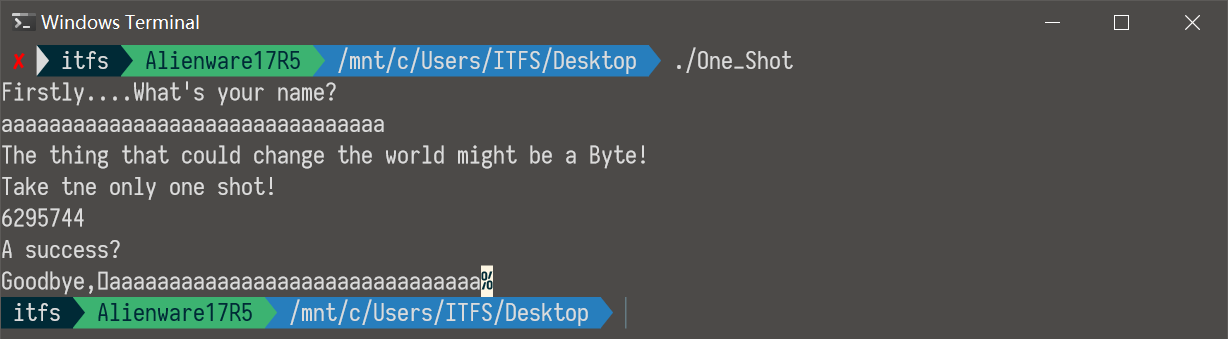 Windows Terminal
✗ itfs Alienware17R5 /mnt/c/Users/ITFS/Desktop ./One_Shot
Firstly....What's your name?
aaaaaaaaaaaaaaaaaaaaaaaaaaaaaaaa
The thing that could change the world might be a Byte!
Take tne only one shot!
6295744
A success?
Goodbye,aaaaaaaaaaaaaaaaaaaaaaaaaaaaaaa%
itfs Alienware17R5 /mnt/c/Users/ITFS/Desktop